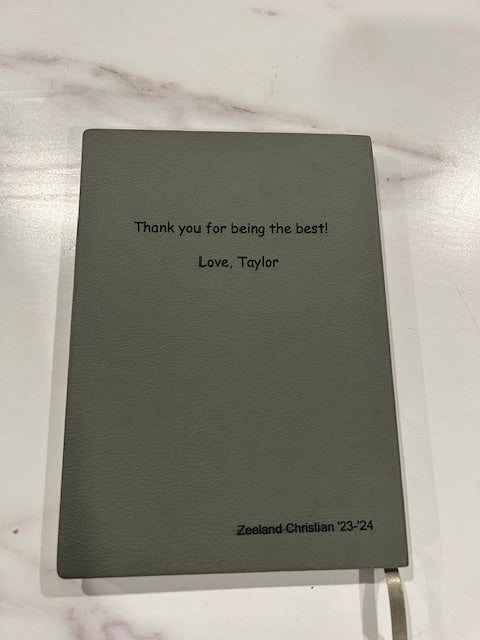 Thank you for being the best!
Love, Taylor
Zeeland Christian '23-'24